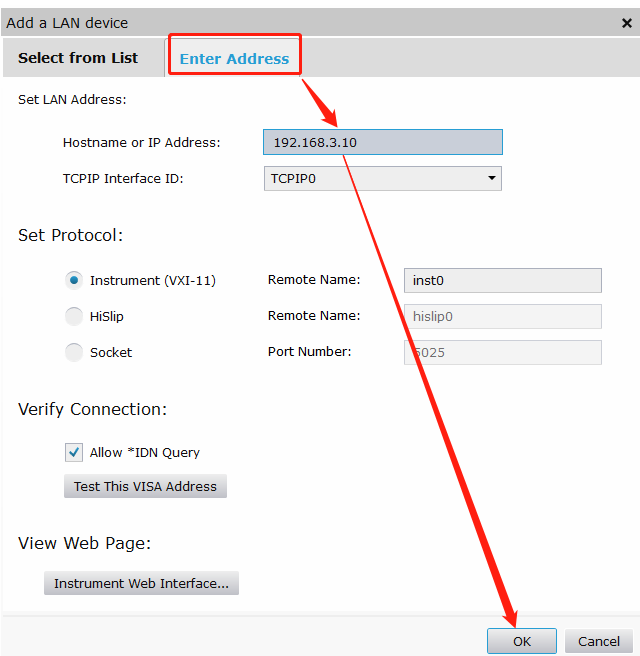 Add a LAN device
Select from List
Enter Address
Set LAN Address:
Hostname or IP Address: 192.168.3.10
TCPIP Interface ID: TCPIP0
Set Protocol:
Instrument (VXI-11) Remote Name: inst0
HiSlip Remote Name: hislip0
Socket Port Number: 5025
Verify Connection:
Allow *IDN Query
Test This VISA Address
View Web Page:
Instrument Web Interface...
OK Cancel